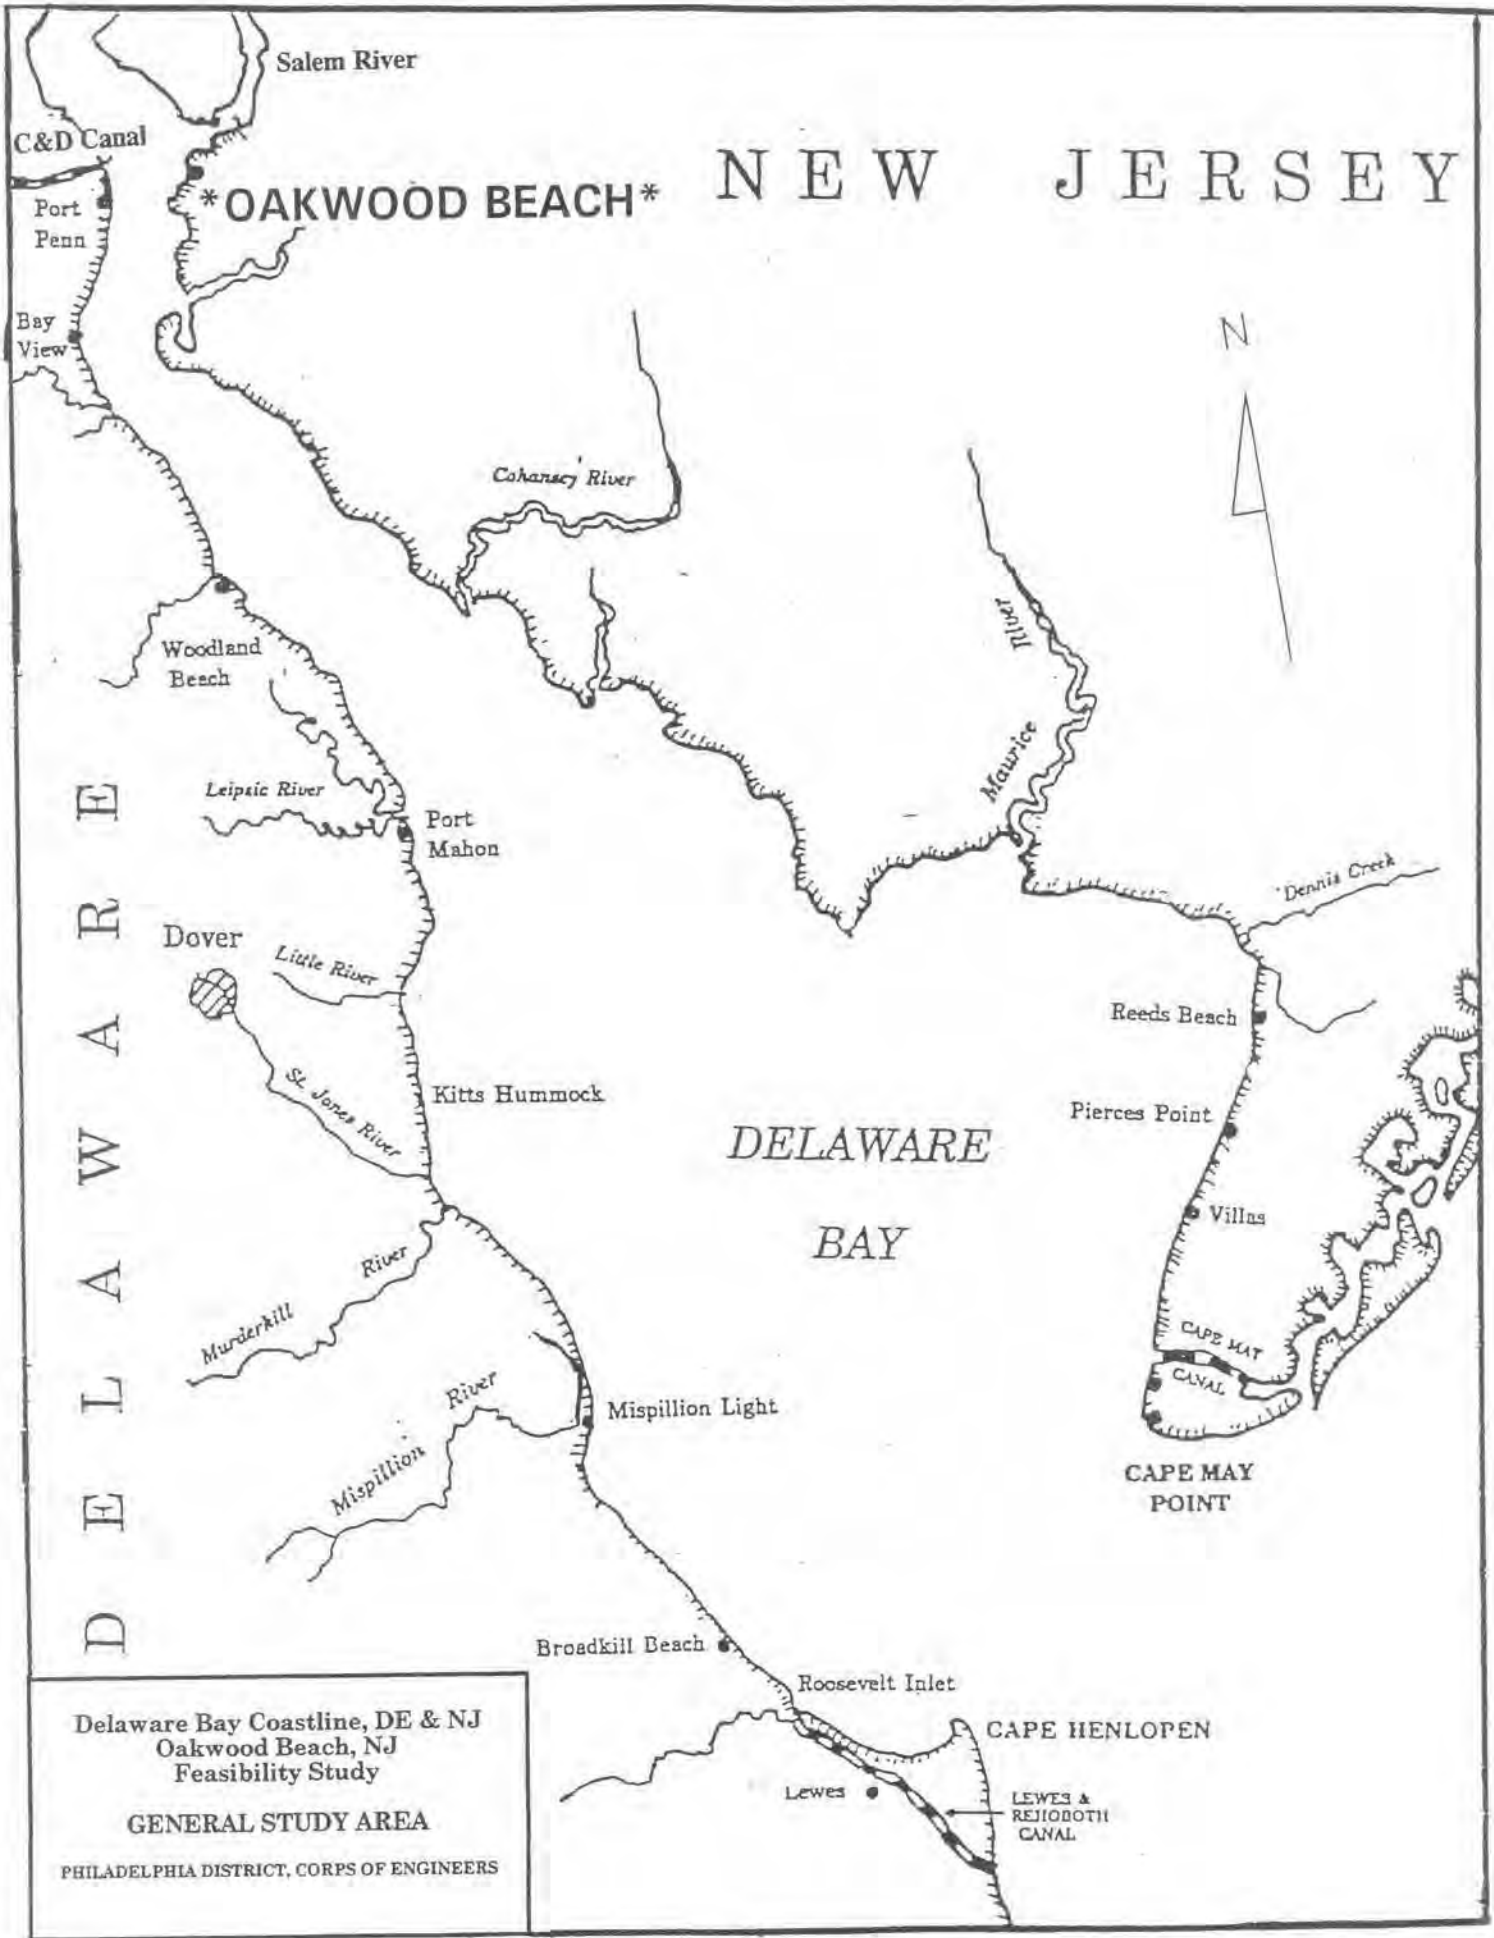 Salem River
C&D Canal
N E W J E R S E Y
*OAKWOOD BEACH*
Port
Penn
Bay
View
N
Cohansey River
Woodland
Beach
Maurice River
Leipsic River
Port
Mahon
D E L A W A R E
Dennis Creek
Dover
Little River
Reeds Beach
St. Jones River
Kitts Hummock
Pierces Point
DELAWARE
BAY
Villas
Murderkill River
CAPE MAY
CANAL
Mispillion River
Mispillion Light
CAPE MAY
POINT
Broadkill Beach
Roosevelt Inlet
CAPE HENLOPEN
Lewes
LEWES &
REHOBOTH
CANAL
Delaware Bay Coastline, DE & NJ
Oakwood Beach, NJ
Feasibility Study
GENERAL STUDY AREA
PHILADELPHIA DISTRICT, CORPS OF ENGINEERS